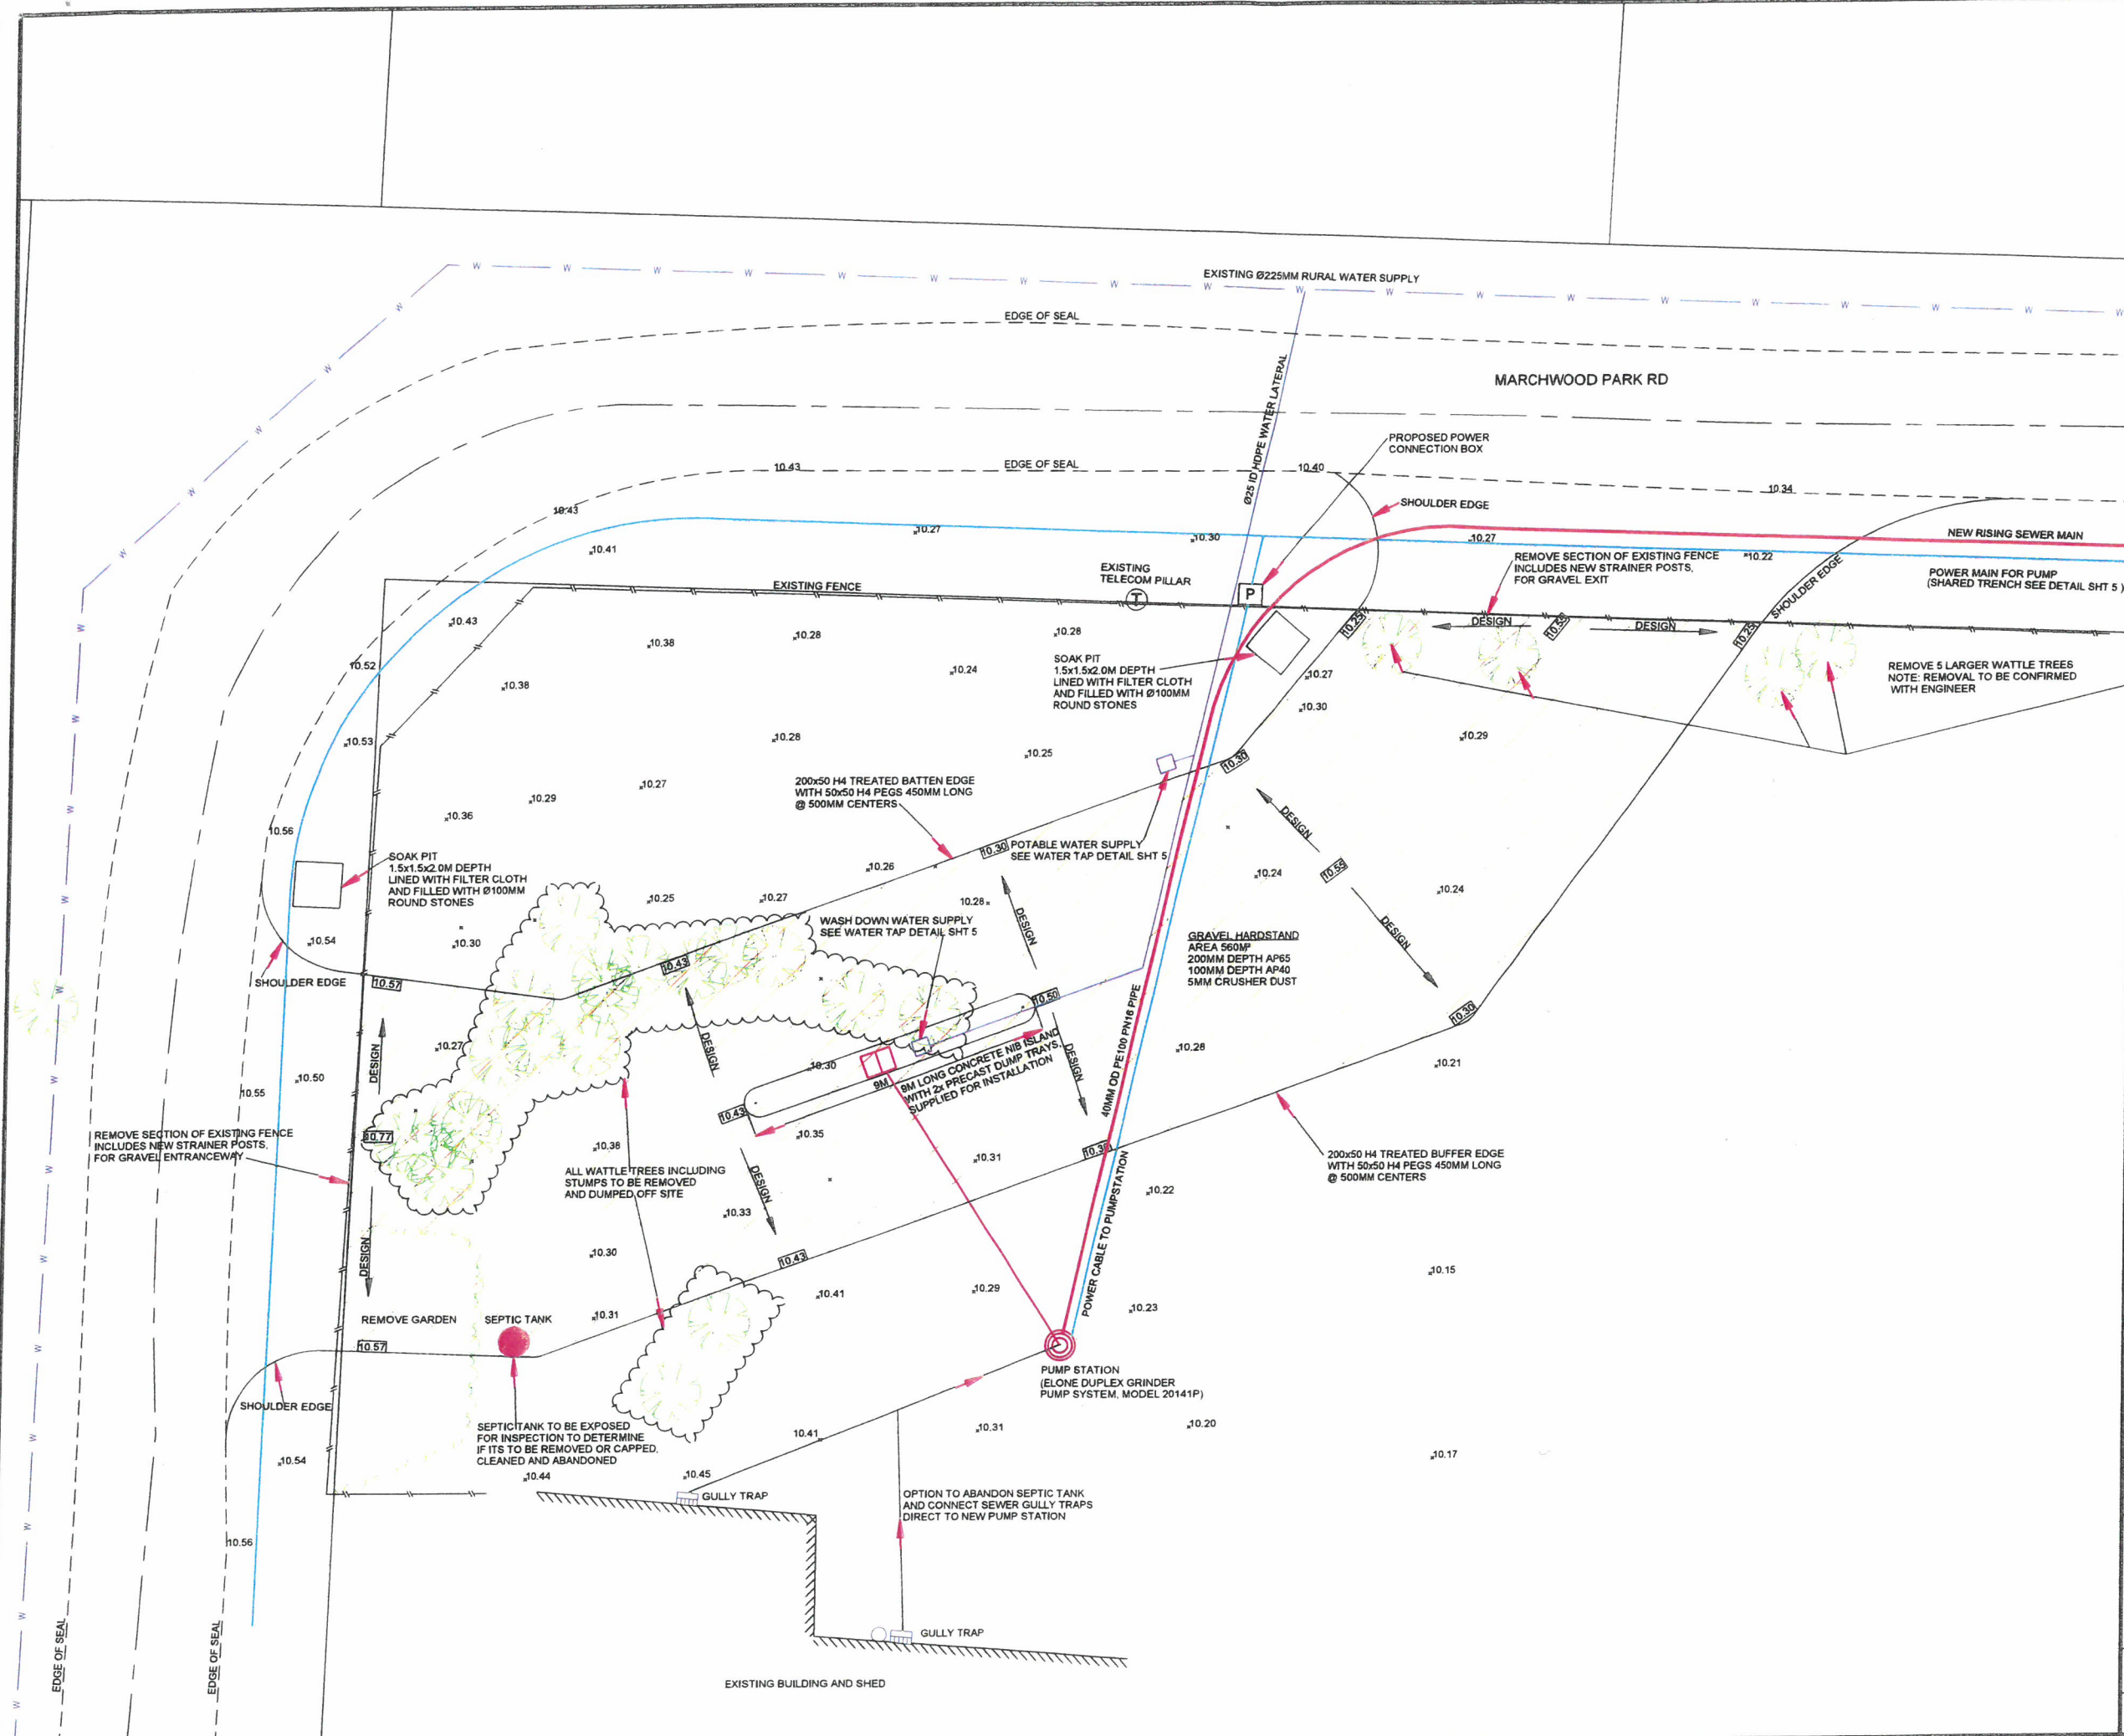 EXISTING Ø225MM RURAL WATER SUPPLY
W W W W W W W W W W W W W W W W W W W
EDGE OF SEAL
MARCHWOOD PARK RD
Ø25 ID HDPE WATER LATERAL
PROPOSED POWER
CONNECTION BOX
EDGE OF SEAL
10.43
10.40
10.34
SHOULDER EDGE
10.43
10.27
10.30
10.27
NEW RISING SEWER MAIN
10.41
REMOVE SECTION OF EXISTING FENCE
INCLUDES NEW STRAINER POSTS,
FOR GRAVEL EXIT
10.22
SHOULDER EDGE
POWER MAIN FOR PUMP
(SHARED TRENCH SEE DETAIL SHT 5 )
EXISTING
TELECOM PILLAR
T
P
EXISTING FENCE
10.43
10.38
10.28
10.28
10.25
DESIGN
10.55
DESIGN
10.25
10.52
10.38
10.24
SOAK PIT
1.5x1.5x2.0M DEPTH
LINED WITH FILTER CLOTH
AND FILLED WITH Ø100MM
ROUND STONES
10.27
10.30
REMOVE 5 LARGER WATTLE TREES
NOTE: REMOVAL TO BE CONFIRMED
WITH ENGINEER
10.53
10.28
10.25
10.29
10.30
200x50 H4 TREATED BATTEN EDGE
WITH 50x50 H4 PEGS 450MM LONG
@ 500MM CENTERS
10.27
10.29
10.36
10.56
DESIGN
10.55
DESIGN
10.30
POTABLE WATER SUPPLY
SEE WATER TAP DETAIL SHT 5
SOAK PIT
1.5x1.5x2.0M DEPTH
LINED WITH FILTER CLOTH
AND FILLED WITH Ø100MM
ROUND STONES
10.26
10.24
10.24
10.25
10.27
10.28
DESIGN
WASH DOWN WATER SUPPLY
SEE WATER TAP DETAIL SHT 5
10.54
10.30
GRAVEL HARDSTAND
AREA 560M²
200MM DEPTH AP65
100MM DEPTH AP40
5MM CRUSHER DUST
10.43
SHOULDER EDGE
10.57
10.50
10.30
10.27
DESIGN
DESIGN
10.30
9M
9M LONG CONCRETE NIB ISLAND
WITH 2x PRECAST DUMP TRAYS,
SUPPLIED FOR INSTALLATION
DESIGN
40MM OD PE100 PN16 PIPE
10.28
10.21
10.50
10.55
10.43
10.35
REMOVE SECTION OF EXISTING FENCE
INCLUDES NEW STRAINER POSTS,
FOR GRAVEL ENTRANCEWAY
10.77
10.38
10.31
200x50 H4 TREATED BUFFER EDGE
WITH 50x50 H4 PEGS 450MM LONG
@ 500MM CENTERS
ALL WATTLE TREES INCLUDING
STUMPS TO BE REMOVED
AND DUMPED OFF SITE
DESIGN
10.22
10.33
DESIGN
10.30
10.43
POWER CABLE TO PUMPSTATION
10.15
10.41
10.29
10.23
REMOVE GARDEN
SEPTIC TANK
10.31
10.57
PUMP STATION
(ELONE DUPLEX GRINDER
PUMP SYSTEM, MODEL 20141P)
SHOULDER EDGE
SEPTIC TANK TO BE EXPOSED
FOR INSPECTION TO DETERMINE
IF ITS TO BE REMOVED OR CAPPED,
CLEANED AND ABANDONED
10.41
10.31
10.20
10.17
10.54
10.44
10.45
GULLY TRAP
OPTION TO ABANDON SEPTIC TANK
AND CONNECT SEWER GULLY TRAPS
DIRECT TO NEW PUMP STATION
10.56
GULLY TRAP
EDGE OF SEAL
EDGE OF SEAL
EXISTING BUILDING AND SHED